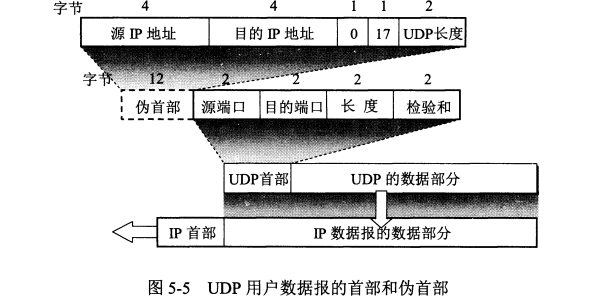 字节 4 4 1 1 2
源 IP 地址 目的 IP 地址 0 17 UDP长度
字节 12 2 2 2 2
伪首部 源端口 目的端口 长 度 检验和
UDP首部 UDP 的数据部分
IP 首部 IP 数据报的数据部分
图 5-5 UDP 用户数据报的首部和伪首部